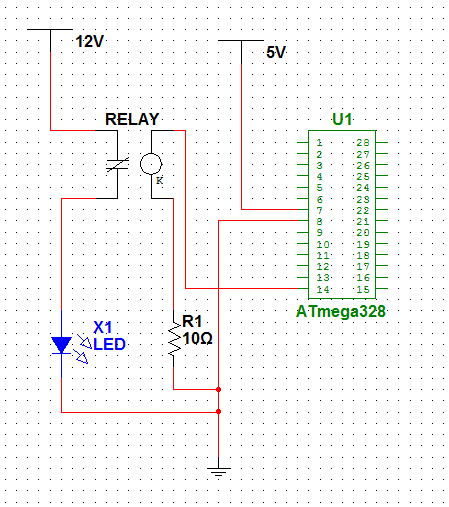 12V
5V
RELAY
K
U1
1 28
2 27
3 26
4 25
5 24
6 23
7 22
8 21
9 20
10 19
11 18
12 17
13 16
14 15
ATmega328
X1
LED
R1
10Ω